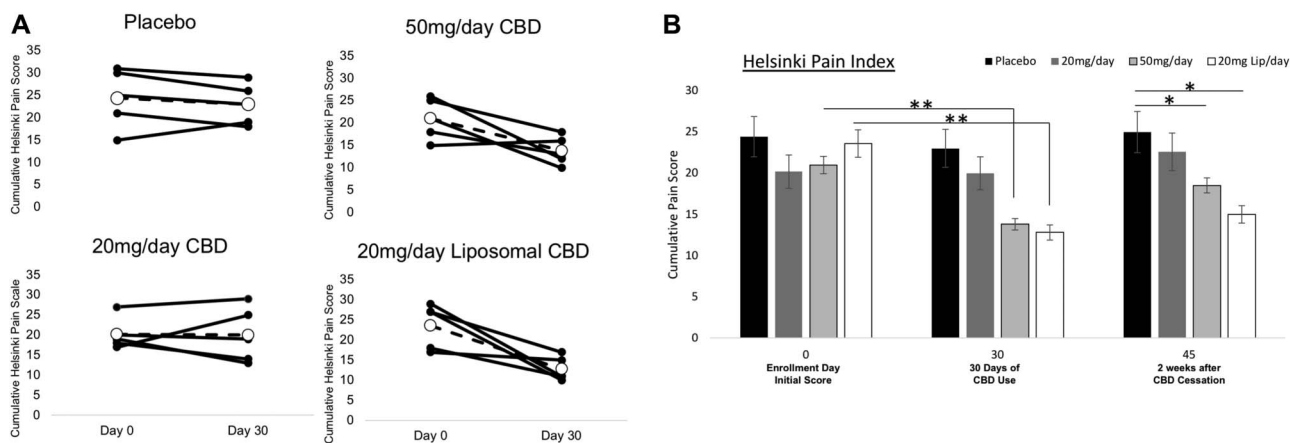 A
Placebo
Cumulative Helsinki Pain Score
35
30
25
20
15
10
5
0
50mg/day CBD
Cumulative Helsinki Pain Score
35
30
25
20
15
10
5
0
20mg/day CBD
Cumulative Helsinki Pain Scale
35
30
25
20
15
10
5
0
Day 0 Day 30
20mg/day Liposomal CBD
Cumulative Helsinki Pain Score
35
30
25
20
15
10
5
0
Day 0 Day 30
B
Helsinki Pain Index
Placebo 20mg/day 50mg/day 20mg Lip/day
Cumulative Pain Score
30
25
20
15
10
5
0
**
**
*
*
0
Enrollment Day
Initial Score
30
30 Days of
CBD Use
45
2 weeks after
CBD Cessation